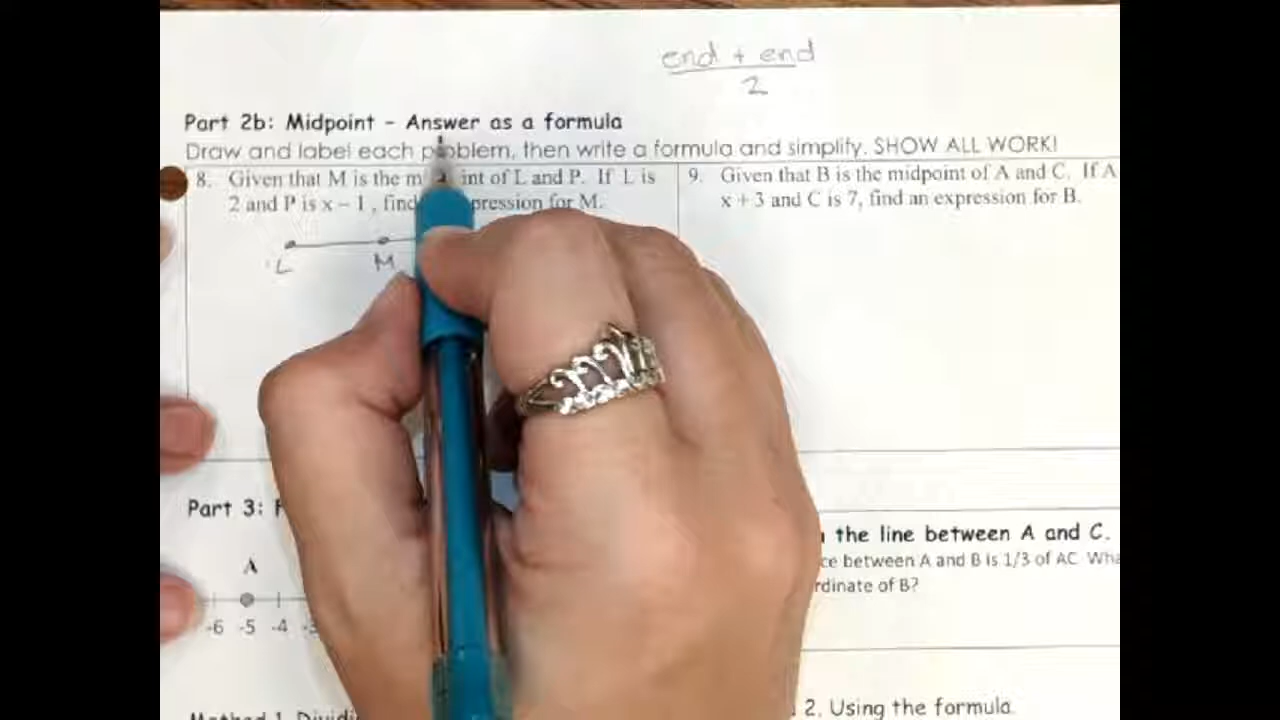 end + end
2
Part 2b: Midpoint - Answer as a formula
Draw and label each problem, then write a formula and simplify. SHOW ALL WORK!
8. Given that M is the int of L and P. If L is
2 and P is x – 1 , find expression for M.
L M
9. Given that B is the midpoint of A and C. If A
x + 3 and C is 7, find an expression for B.
Part 3:
the line between A and C.
A
between A and B is 1/3 of AC.
of B?
-6 -5 -4
Method 1.
2. Using the formula.